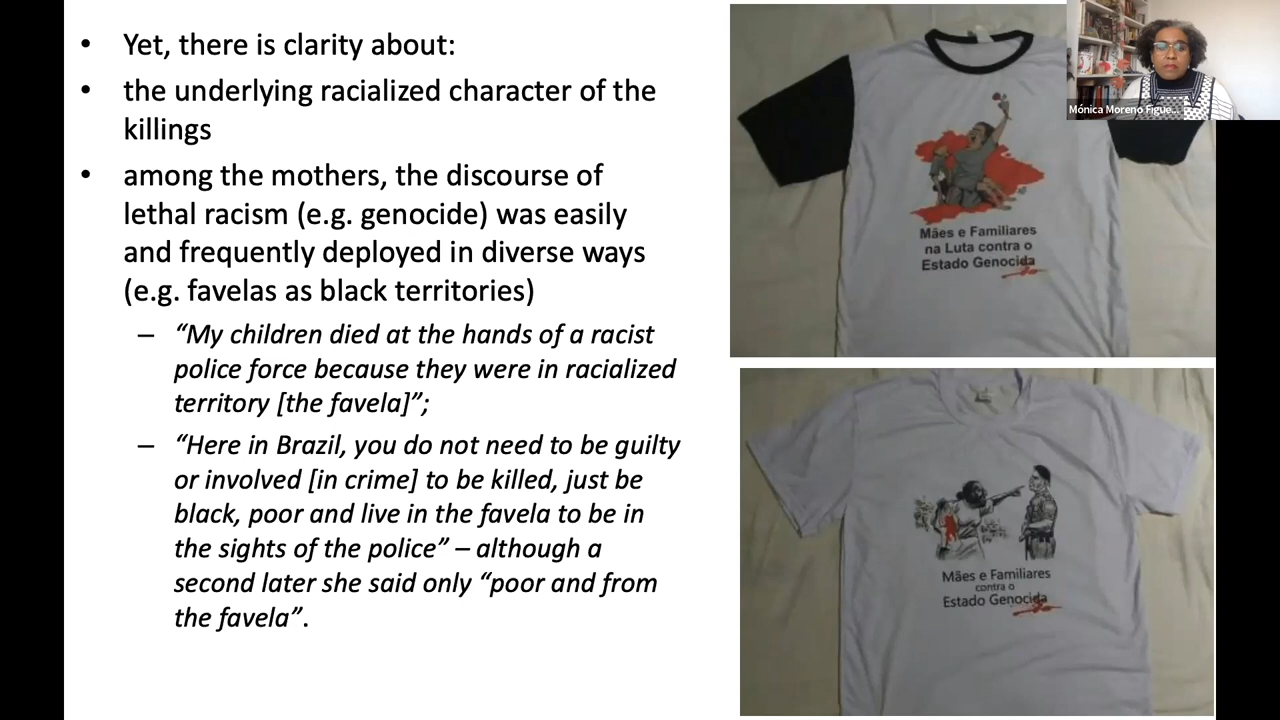 • Yet, there is clarity about:
• the underlying racialized character of the
killings
• among the mothers, the discourse of
lethal racism (e.g. genocide) was easily
and frequently deployed in diverse ways
(e.g. favelas as black territories)
– “My children died at the hands of a racist
police force because they were in racialized
territory [the favela]”;
– “Here in Brazil, you do not need to be guilty
or involved [in crime] to be killed, just be
black, poor and live in the favela to be in
the sights of the police” – although a
second later she said only “poor and from
the favela”.
Mães e Familiares
na Luta contra o
Estado Genocida
Mães e Familiares
contra o
Estado Genocida
Mónica Moreno Figue...